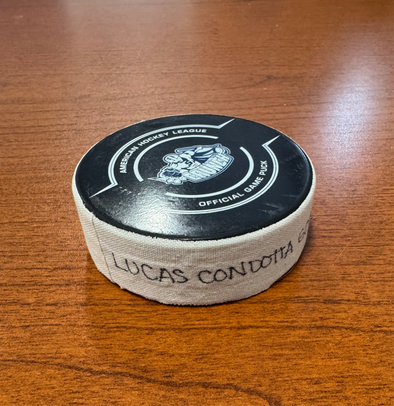 AMERICAN HOCKEY LEAGUE
OFFICIAL GAME PUCK
LUCAS CONDOTTA